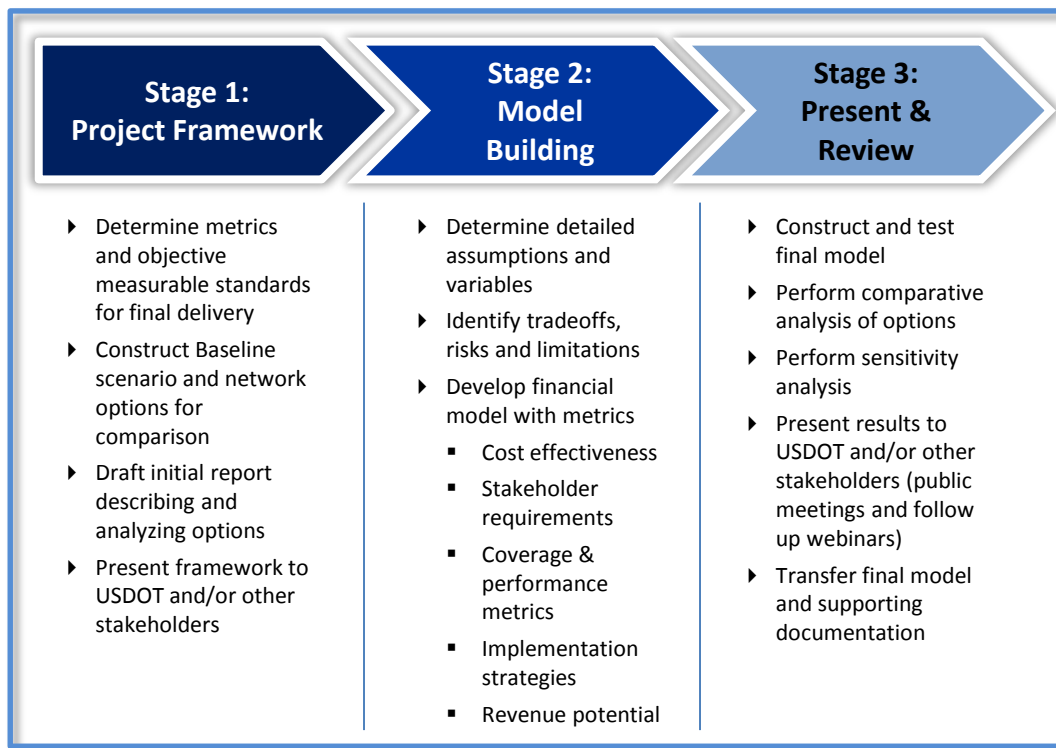 Stage 1:
Project Framework
Stage 2:
Model
Building
Stage 3:
Present &
Review
Determine metrics
and objective
measurable standards
for final delivery
Construct Baseline
scenario and network
options for
comparison
Draft initial report
describing and
analyzing options
Present framework to
USDOT and/or other
stakeholders
Determine detailed
assumptions and
variables
Identify tradeoffs,
risks and limitations
Develop financial
model with metrics
Cost effectiveness
Stakeholder
requirements
Coverage &
performance
metrics
Implementation
strategies
Revenue potential
Construct and test
final model
Perform comparative
analysis of options
Perform sensitivity
analysis
Present results to
USDOT and/or other
stakeholders (public
meetings and follow
up webinars)
Transfer final model
and supporting
documentation